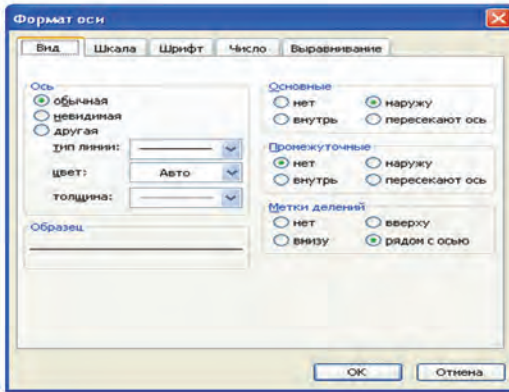 Формат оси
Вид Шкала Шрифт Число Выравнивание
Ось
обычная
невидимая
другая
тип линии:
цвет: Авто
толщина:
Образец
Основные
нет наружу
внутрь пересекают ось
Промежуточные
нет наружу
внутрь пересекают ось
Метки делений
нет вверху
внизу рядом с осью
ОК Отмена